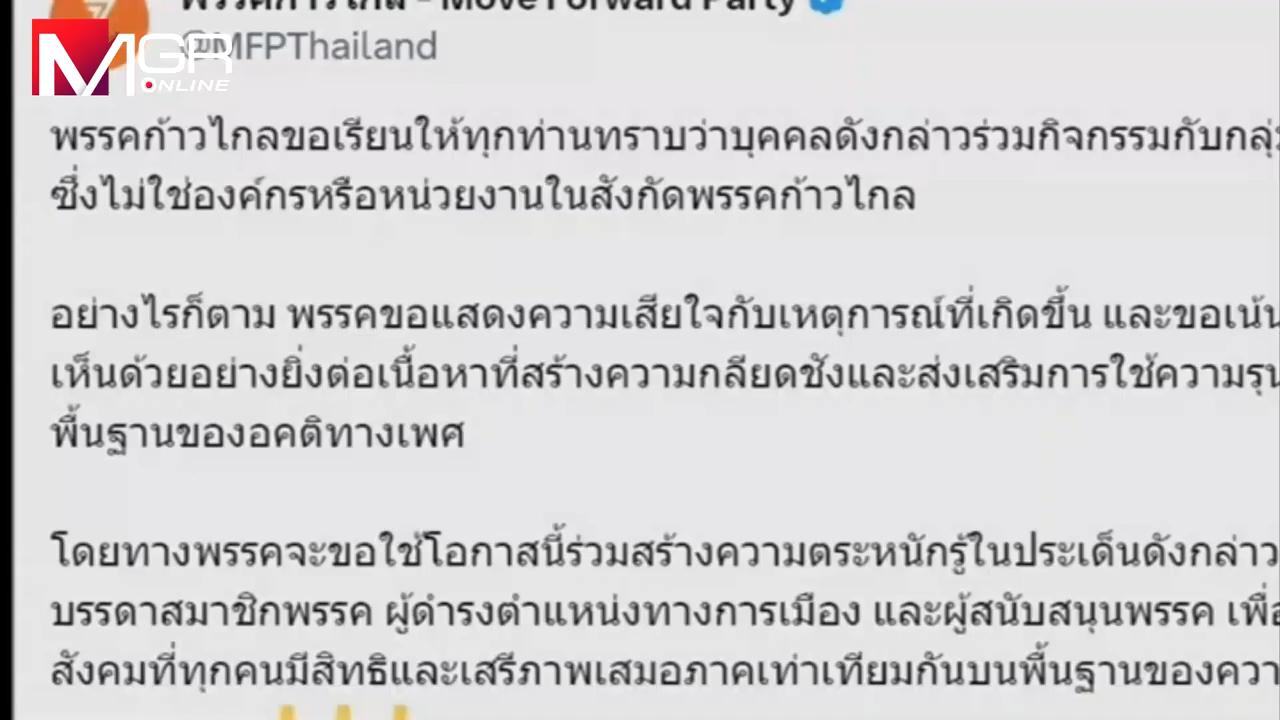 พรรคก้าวไกล - Move Forward Party
@MFPThailand
MGR ONLINE
พรรคก้าวไกลขอเรียนให้ทุกท่านทราบว่าบุคคลดังกล่าวร่วมกิจกรรมกับกลุ่ม
ซึ่งไม่ใช่องค์กรหรือหน่วยงานในสังกัดพรรคก้าวไกล
อย่างไรก็ตาม พรรคขอแสดงความเสียใจกับเหตุการณ์ที่เกิดขึ้น และขอเน้น
เห็นด้วยอย่างยิ่งต่อเนื้อหาที่สร้างความเกลียดชังและส่งเสริมการใช้ความรุน
พื้นฐานของอคติทางเพศ
โดยทางพรรคจะขอใช้โอกาสนี้ร่วมสร้างความตระหนักรู้ในประเด็นดังกล่าว
บรรดาสมาชิกพรรค ผู้ดำรงตำแหน่งทางการเมือง และผู้สนับสนุนพรรค เพื่อ
สังคมที่ทุกคนมีสิทธิและเสรีภาพเสมอภาคเท่าเทียมกันบนพื้นฐานของควา